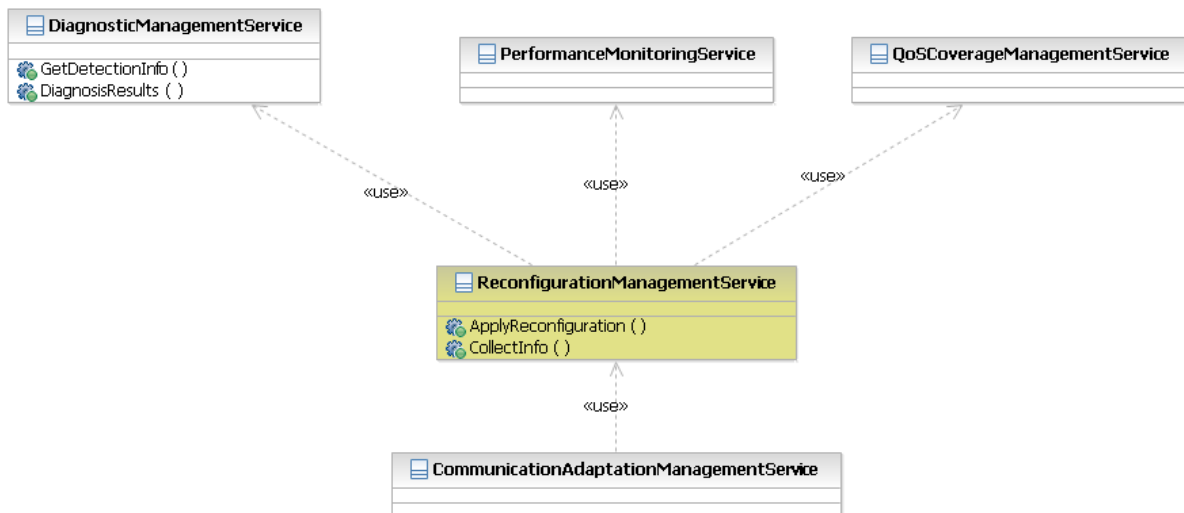 DiagnosticManagementService
GetDetectionInfo ( )
DiagnosisResults ( )
PerformanceMonitoringService
QoSCoverageManagementService
«use»
«use»
«use»
ReconfigurationManagementService
ApplyReconfiguration ( )
CollectInfo ( )
«use»
CommunicationAdaptationManagementService